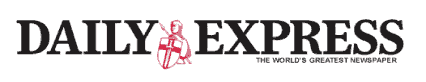 DAILY EXPRESS
THE WORLD'S GREATEST NEWSPAPER